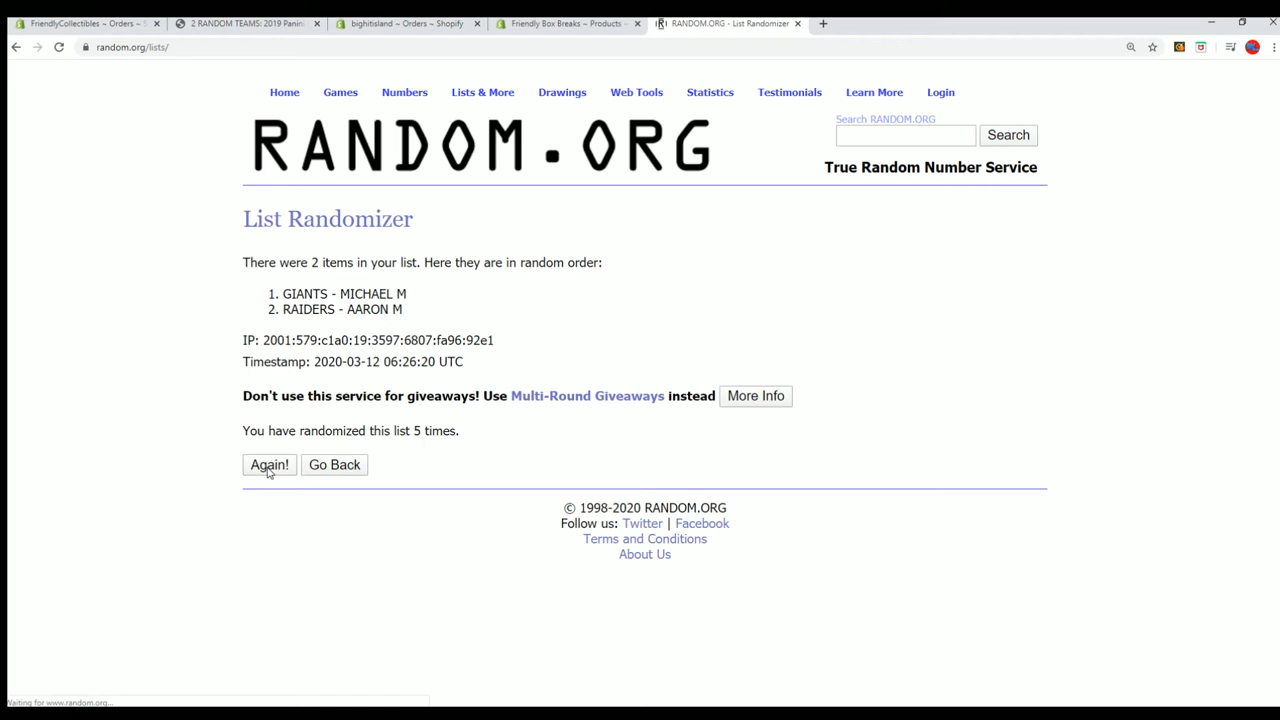 FriendlyCollectibles ~ Orders ~ S
2 RANDOM TEAMS: 2019 Panini
bighitisland ~ Orders ~ Shopify
Friendly Box Breaks ~ Products ~
RANDOM.ORG - List Randomizer
random.org/lists/
Home Games Numbers Lists & More Drawings Web Tools Statistics Testimonials Learn More Login
RANDOM.ORG
Search RANDOM.ORG
Search
True Random Number Service
List Randomizer
There were 2 items in your list. Here they are in random order:
1. GIANTS - MICHAEL M
2. RAIDERS - AARON M
IP: 2001:579:c1a0:19:3597:6807:fa96:92e1
Timestamp: 2020-03-12 06:26:20 UTC
Don't use this service for giveaways! Use Multi-Round Giveaways instead More Info
You have randomized this list 5 times.
Again! Go Back
© 1998-2020 RANDOM.ORG
Follow us: Twitter | Facebook
Terms and Conditions
About Us
Waiting for www.random.org...